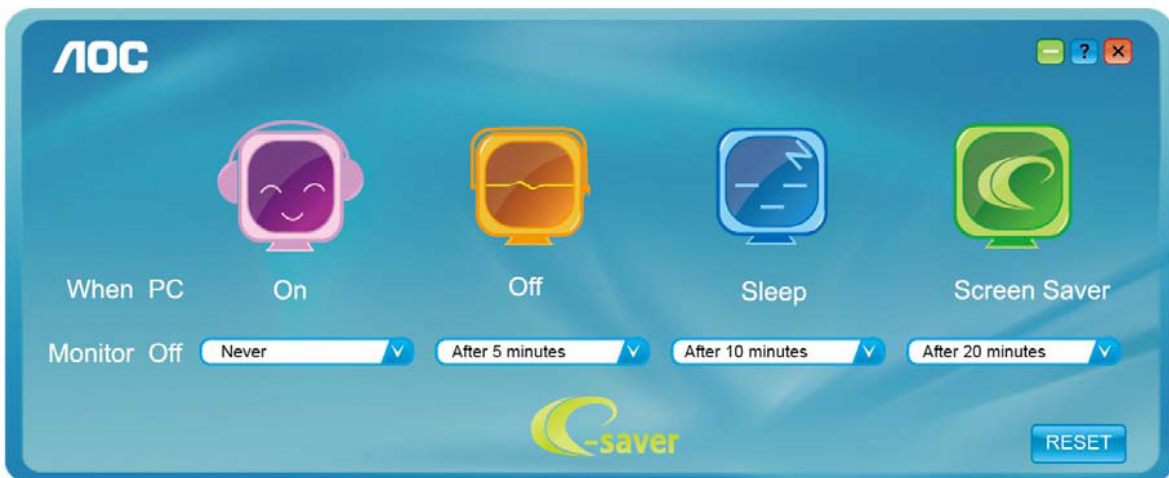 AOC
?
When PC On Off Sleep Screen Saver
Monitor Off Never After 5 minutes After 10 minutes After 20 minutes
e-saver
RESET